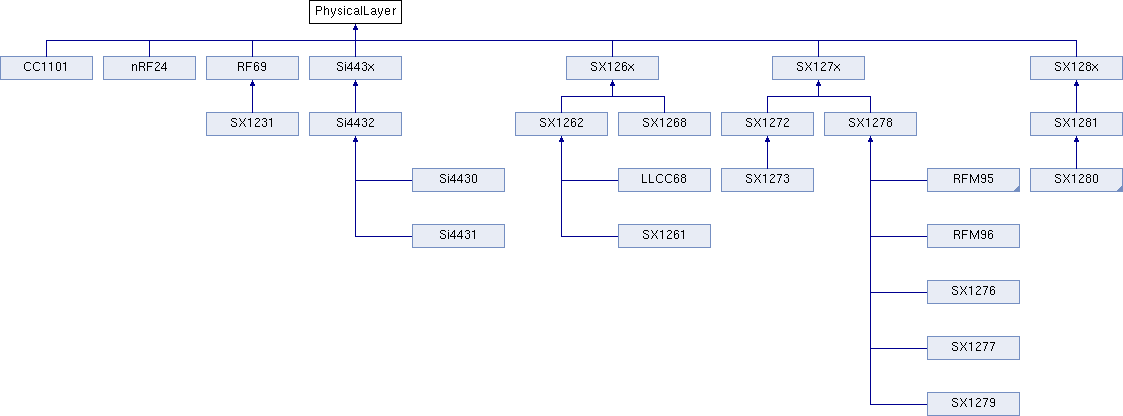 PhysicalLayer
CC1101
nRF24
RF69
Si443x
SX126x
SX127x
SX128x
SX1231
Si4432
SX1262
SX1268
SX1272
SX1278
SX1281
Si4430
LLCC68
SX1273
RFM95
SX1280
Si4431
SX1261
RFM96
SX1276
SX1277
SX1279